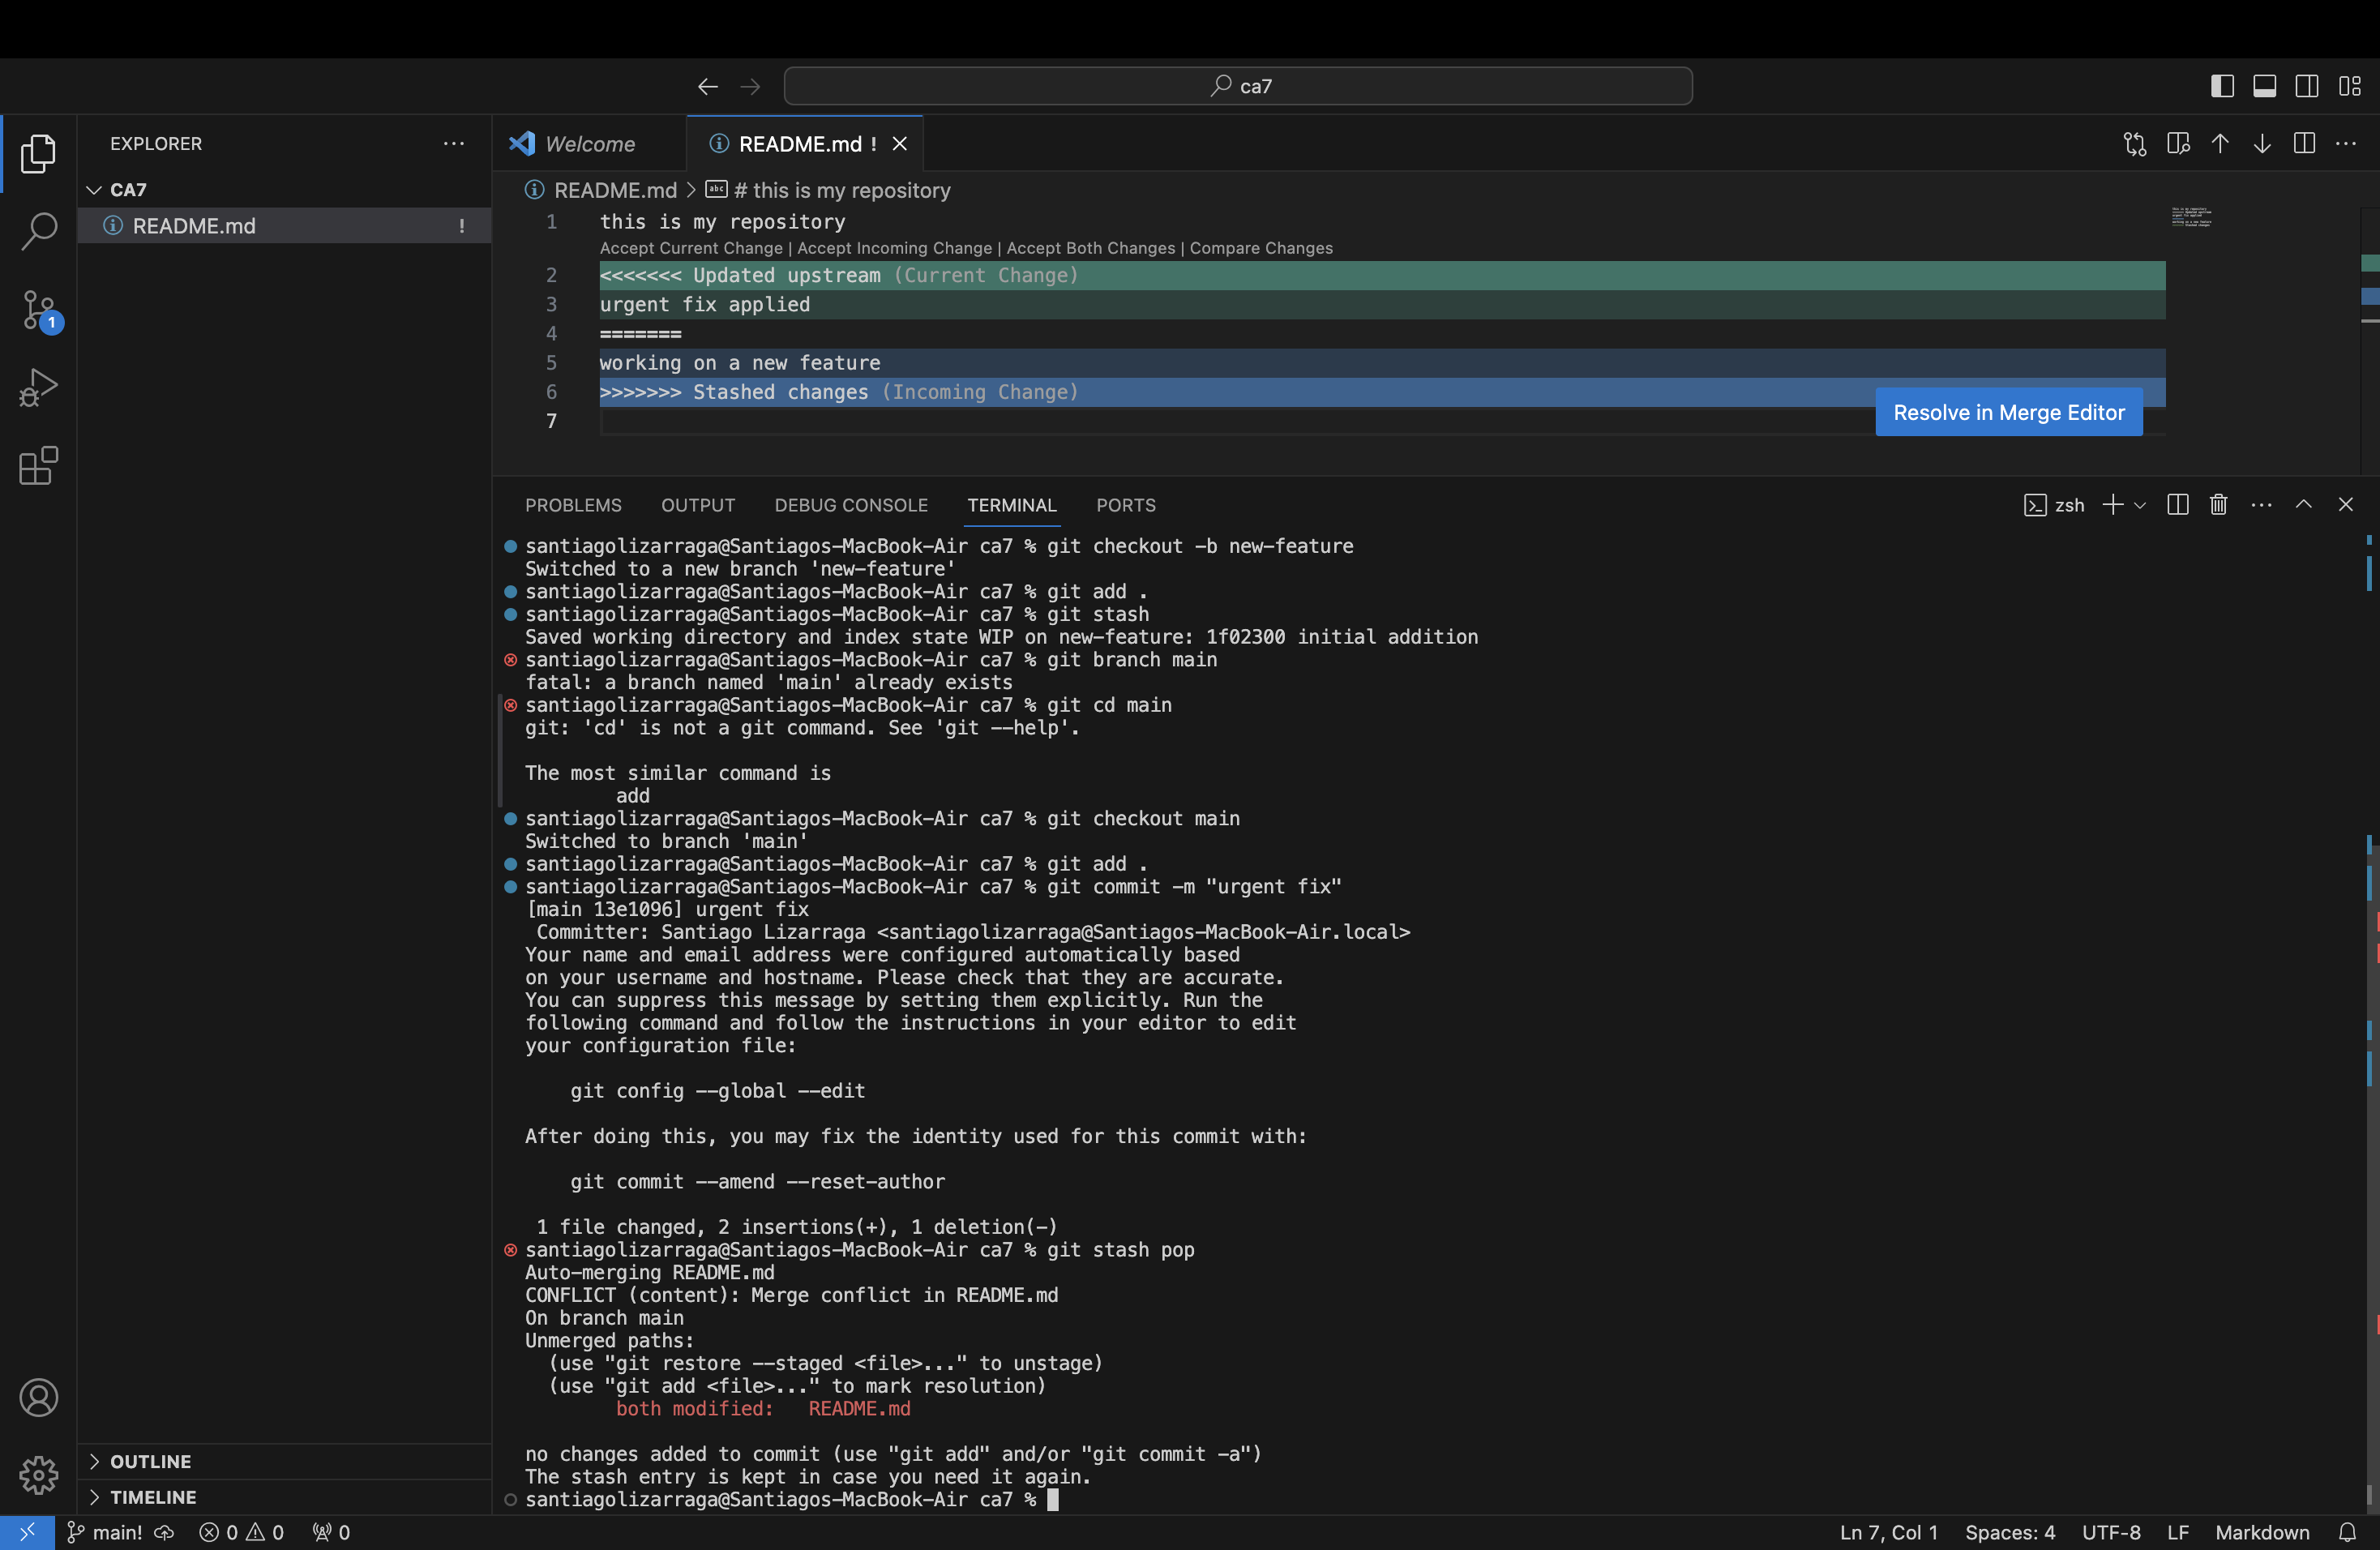 ca7
EXPLORER
CA7
README.md !
1
OUTLINE
TIMELINE
Welcome
README.md !
README.md > # this is my repository
1 this is my repository
Accept Current Change | Accept Incoming Change | Accept Both Changes | Compare Changes
2 <<<<<<< Updated upstream (Current Change)
3 urgent fix applied
4 =======
5 working on a new feature
6 >>>>>>> Stashed changes (Incoming Change)
7
Resolve in Merge Editor
PROBLEMS OUTPUT DEBUG CONSOLE TERMINAL PORTS
zsh
santiagolizarraga@Santiagos-MacBook-Air ca7 % git checkout -b new-feature
Switched to a new branch 'new-feature'
santiagolizarraga@Santiagos-MacBook-Air ca7 % git add .
santiagolizarraga@Santiagos-MacBook-Air ca7 % git stash
Saved working directory and index state WIP on new-feature: 1f02300 initial addition
santiagolizarraga@Santiagos-MacBook-Air ca7 % git branch main
fatal: a branch named 'main' already exists
santiagolizarraga@Santiagos-MacBook-Air ca7 % git cd main
git: 'cd' is not a git command. See 'git --help'.
The most similar command is
add
santiagolizarraga@Santiagos-MacBook-Air ca7 % git checkout main
Switched to branch 'main'
santiagolizarraga@Santiagos-MacBook-Air ca7 % git add .
santiagolizarraga@Santiagos-MacBook-Air ca7 % git commit -m "urgent fix"
[main 13e1096] urgent fix
Committer: Santiago Lizarraga <santiagolizarraga@Santiagos-MacBook-Air.local>
Your name and email address were configured automatically based
on your username and hostname. Please check that they are accurate.
You can suppress this message by setting them explicitly. Run the
following command and follow the instructions in your editor to edit
your configuration file:
git config --global --edit
After doing this, you may fix the identity used for this commit with:
git commit --amend --reset-author
1 file changed, 2 insertions(+), 1 deletion(-)
santiagolizarraga@Santiagos-MacBook-Air ca7 % git stash pop
Auto-merging README.md
CONFLICT (content): Merge conflict in README.md
On branch main
Unmerged paths:
(use "git restore --staged <file>..." to unstage)
(use "git add <file>..." to mark resolution)
both modified: README.md
no changes added to commit (use "git add" and/or "git commit -a")
The stash entry is kept in case you need it again.
santiagolizarraga@Santiagos-MacBook-Air ca7 %
main! 0 0 0
Ln 7, Col 1 Spaces: 4 UTF-8 LF Markdown